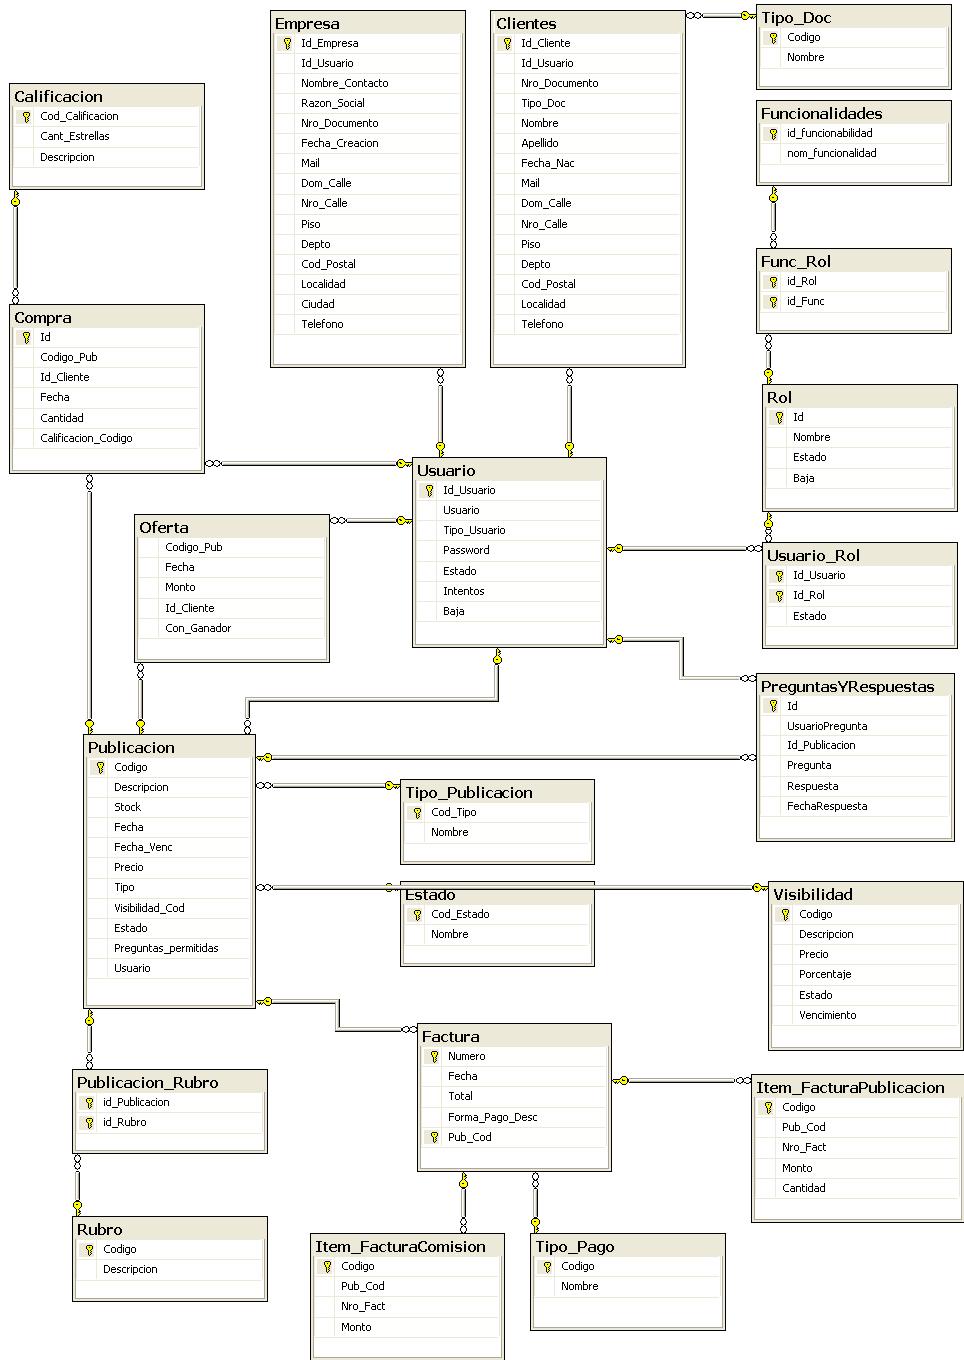 Empresa
Id_Empresa
Id_Usuario
Nombre_Contacto
Razon_Social
Nro_Documento
Fecha_Creacion
Mail
Dom_Calle
Nro_Calle
Piso
Depto
Cod_Postal
Localidad
Ciudad
Telefono
Clientes
Id_Cliente
Id_Usuario
Nro_Documento
Tipo_Doc
Nombre
Apellido
Fecha_Nac
Mail
Dom_Calle
Nro_Calle
Piso
Depto
Cod_Postal
Localidad
Telefono
Tipo_Doc
Codigo
Nombre
Funcionalidades
id_funcionabilidad
nom_funcionalidad
Calificacion
Cod_Calificacion
Cant_Estrellas
Descripcion
Func_Rol
id_Rol
id_Func
Compra
Id
Codigo_Pub
Id_Cliente
Fecha
Cantidad
Calificacion_Codigo
Rol
Id
Nombre
Estado
Baja
Usuario
Id_Usuario
Usuario
Tipo_Usuario
Password
Estado
Intentos
Baja
Oferta
Codigo_Pub
Fecha
Monto
Id_Cliente
Con_Ganador
Usuario_Rol
Id_Usuario
Id_Rol
Estado
PreguntasYRespuestas
Id
UsuarioPregunta
Id_Publicacion
Pregunta
Respuesta
FechaRespuesta
Publicacion
Codigo
Descripcion
Stock
Fecha
Fecha_Venc
Precio
Tipo
Visibilidad_Cod
Estado
Preguntas_permitidas
Usuario
Tipo_Publicacion
Cod_Tipo
Nombre
Estado
Cod_Estado
Nombre
Visibilidad
Codigo
Descripcion
Precio
Porcentaje
Estado
Vencimiento
Factura
Numero
Fecha
Total
Forma_Pago_Desc
Pub_Cod
Publicacion_Rubro
id_Publicacion
id_Rubro
Item_FacturaPublicacion
Codigo
Pub_Cod
Nro_Fact
Monto
Cantidad
Rubro
Codigo
Descripcion
Item_FacturaComision
Codigo
Pub_Cod
Nro_Fact
Monto
Tipo_Pago
Codigo
Nombre